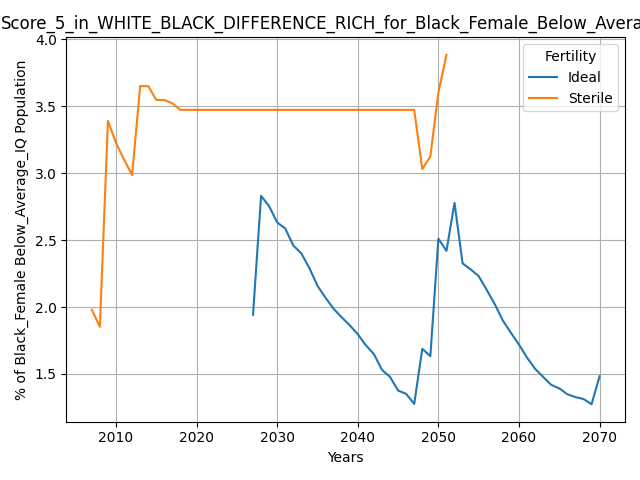 Score_5_in_WHITE_BLACK_DIFFERENCE_RICH_for_Black_Female_Below_Avera
% of Black_Female Below_Average_IQ Population
4.0
3.5
3.0
2.5
2.0
1.5
Fertility
Ideal
Sterile
2010 2020 2030 2040 2050 2060 2070
Years